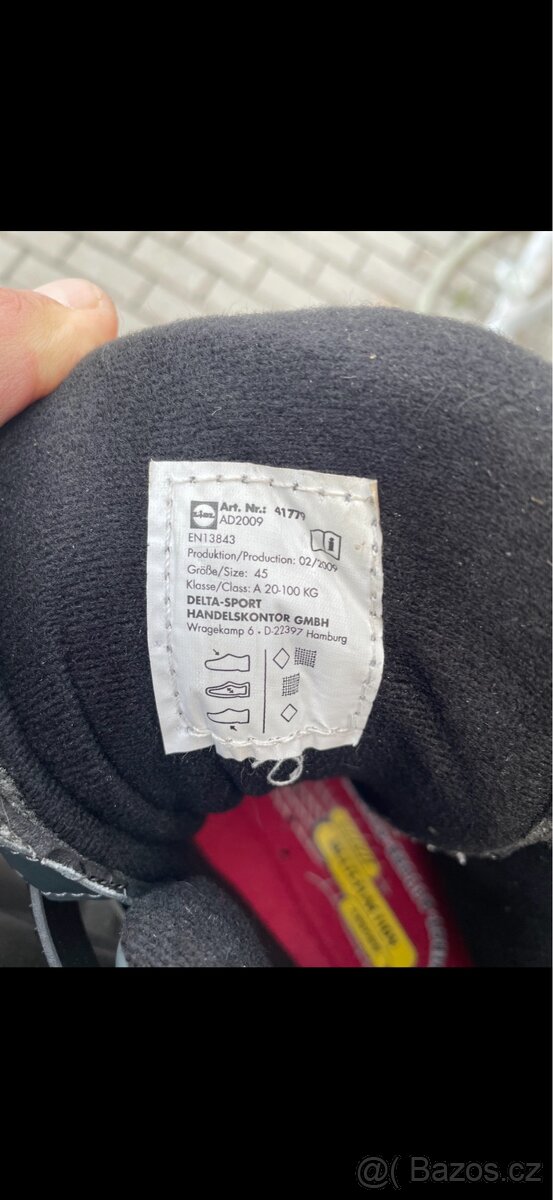 Art. Nr.: 41779
AD2009
EN13843
Produktion/Production: 02/2009
Größe/Size: 45
Klasse/Class: A 20-100 KG
DELTA-SPORT
HANDELSKONTOR GMBH
Wragekamp 6 • D-22397 Hamburg
@( Bazos.cz